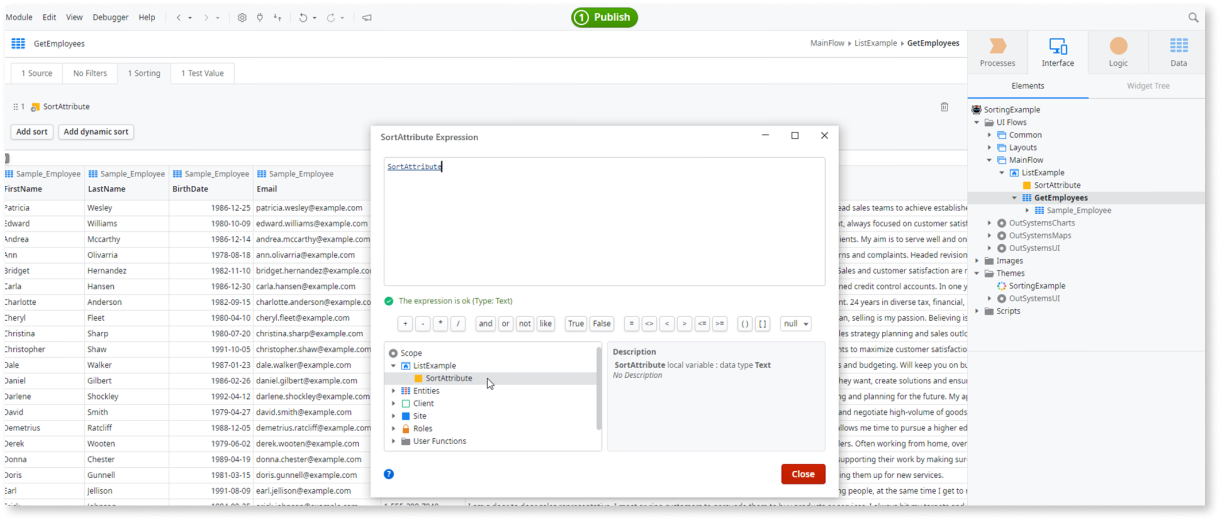 Module Edit View Debugger Help
1 Publish
GetEmployees
MainFlow ListExample GetEmployees
1 Source No Filters 1 Sorting 1 Test Value
1 SortAttribute
Add sort Add dynamic sort
Processes Interface Logic Data
Elements Widget Tree
SortingExample
UI Flows
Common
Layouts
MainFlow
ListExample
SortAttribute
GetEmployees
Sample_Employee
OutSystemsCharts
OutSystemsMaps
OutSystemsUI
Images
Themes
SortingExample
OutSystemsUI
Scripts
Sample_Employee Sample_Employee Sample_Employee Sample_Employee
FirstName LastName BirthDate Email
Patricia Wesley 1986-12-25 patricia.wesley@example.com
Edward Williams 1980-10-09 edward.williams@example.com
Andrea Mccarthy 1986-12-14 andrea.mccarthy@example.com
Ann Olivarria 1978-08-18 ann.olivarria@example.com
Bridget Hernandez 1982-11-10 bridget.hernandez@example.co
Carla Hansen 1986-12-30 carla.hansen@example.com
Charlotte Anderson 1982-09-15 charlotte.anderson@example.co
Cheryl Fleet 1980-04-10 cheryl.fleet@example.com
Christina Sharp 1980-07-20 christina.sharp@example.com
Christopher Shaw 1991-10-05 christopher.shaw@example.com
Dale Walker 1987-01-23 dale.walker@example.com
Daniel Gilbert 1986-02-26 daniel.gilbert@example.com
Darlene Shockley 1992-04-12 darlene.shockley@example.com
David Smith 1979-04-27 david.smith@example.com
Demetrius Ratcliff 1988-12-05 demetrius.ratcliff@example.com
Derek Wooten 1979-06-02 derek.wooten@example.com
Donna Chester 1989-04-19 donna.chester@example.com
Doris Gunnell 1981-03-15 doris.gunnell@example.com
Earl Jellison 1991-08-09 earl.jellison@example.com
SortAttribute Expression
SortAttribute
The expression is ok (Type: Text)
+ - * / and or not like True False = <> < > <= >= ( ) [ ] null
Scope
ListExample
SortAttribute
Entities
Client
Site
Roles
User Functions
Description
SortAttribute local variable : data type Text
No Description
? Close
ead sales teams to achieve establishe
t, always focused on customer satisf
ients. My aim is to serve well and on
rns and complaints. Headed revision
Sales and customer satisfaction are r
ned credit control accounts. In one y
nt. 24 years in diverse tax, financial,
an, selling is my passion. Believing is
les strategy planning and sales outlo
nts to maximize customer satisfactio
s and budgeting. Will keep you on bu
hey want, create solutions and ensu
g and planning for the future. My ap
and negotiate high-volume of goods
llows me time to pursue a higher ed
lers. Often working from home, over
supporting their work by making sur
ing them up for new services.
ng people, at the same time I get to r